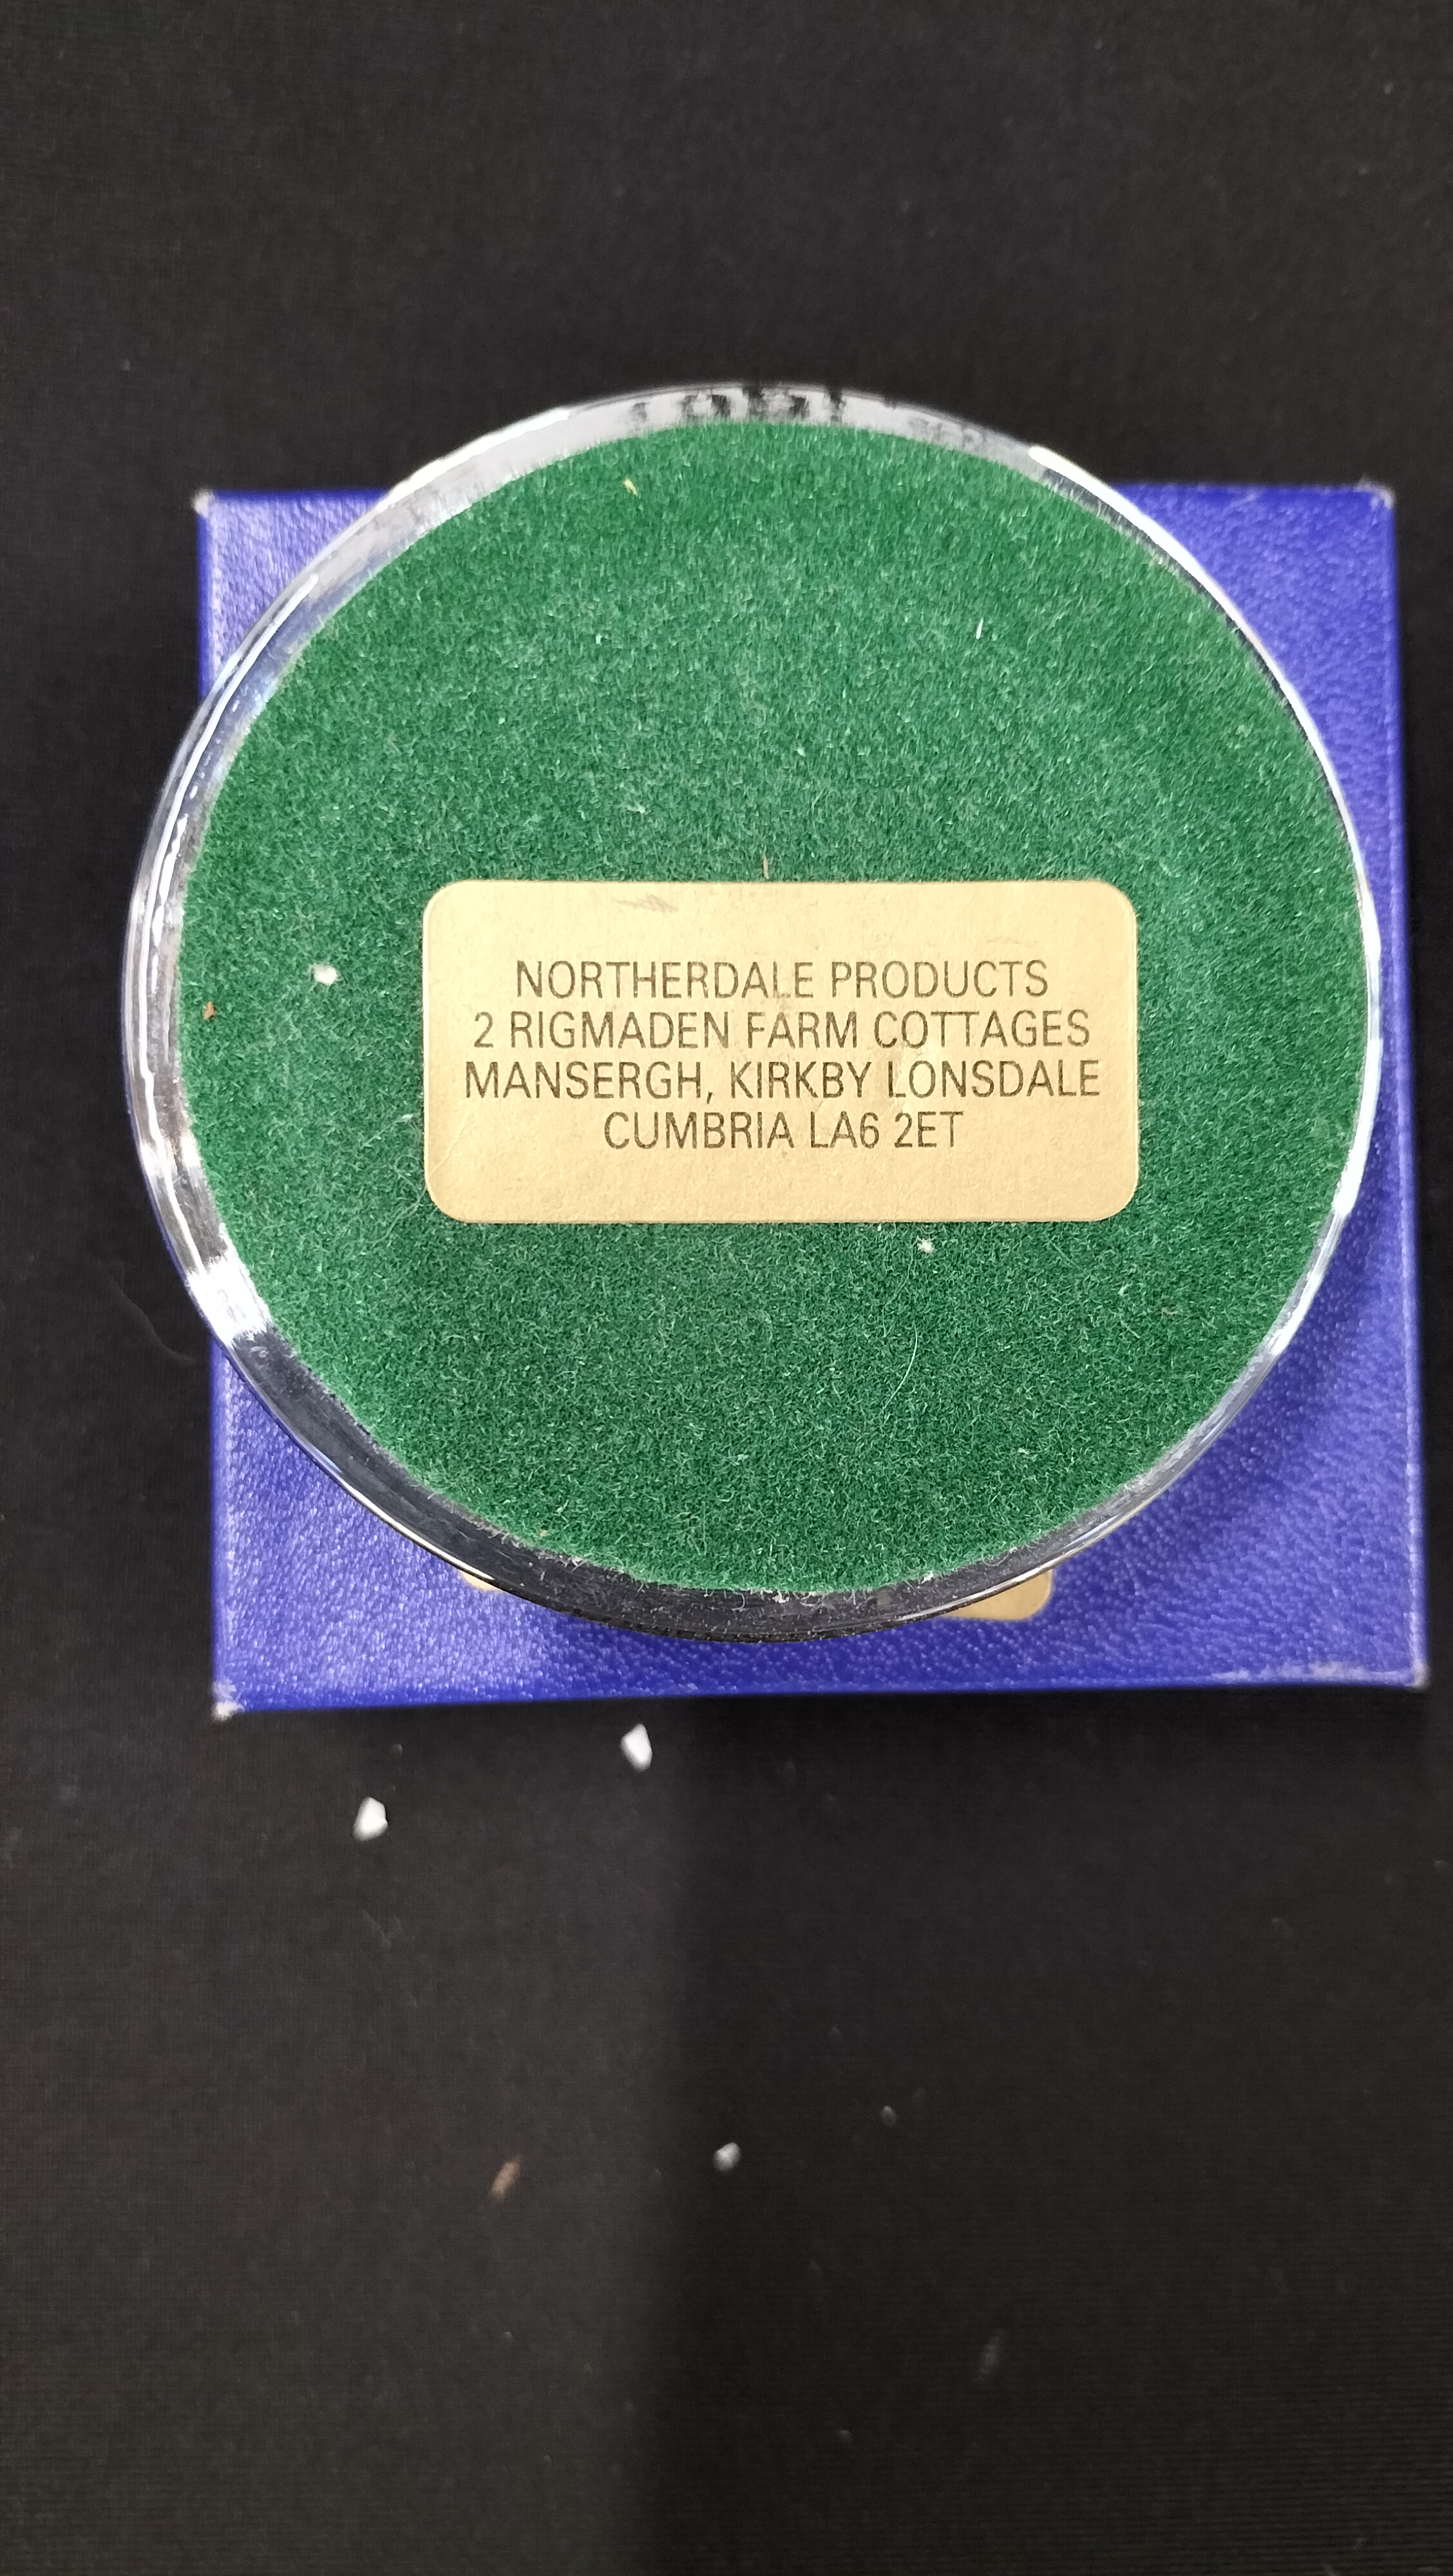 NORTHERDALE PRODUCTS
2 RIGMADEN FARM COTTAGES
MANSERGH, KIRKBY LONSDALE
CUMBRIA LA6 2ET